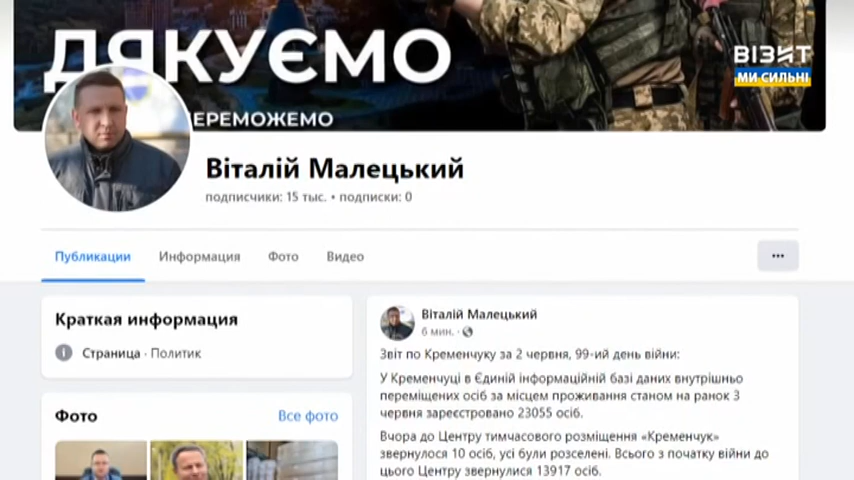 ДЯКУЄМО
ВІЗИТ
МИ СИЛЬНІ
ЕРЕМОЖЕМО
Віталій Малецький
подписчики: 15 тыс. • подписки: 0
Публикации Информация Фото Видео
Краткая информация
Страница · Политик
Фото Все фото
Віталій Малецький
6 мин. ·
Звіт по Кременчуку за 2 червня, 99-ий день війни:
У Кременчуці в Єдиній інформаційній базі даних внутрішньо
переміщених осіб за місцем проживання станом на ранок 3
червня зареєстровано 23055 осіб.
Вчора до Центру тимчасового розміщення «Кременчук»
звернулося 10 осіб, усі були розселені. Всього з початку війни до
цього Центру звернулися 13917 осіб.